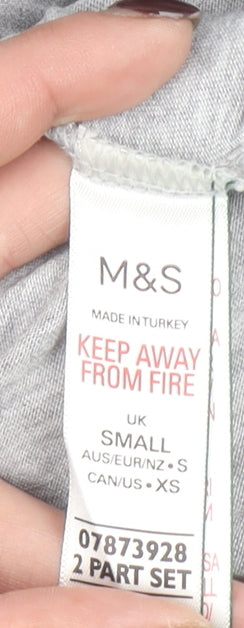 M&S
MADE IN TURKEY
KEEP AWAY
FROM FIRE
UK
SMALL
AUS/EUR/NZ • S
CAN/US • XS
07873928
2 PART SET